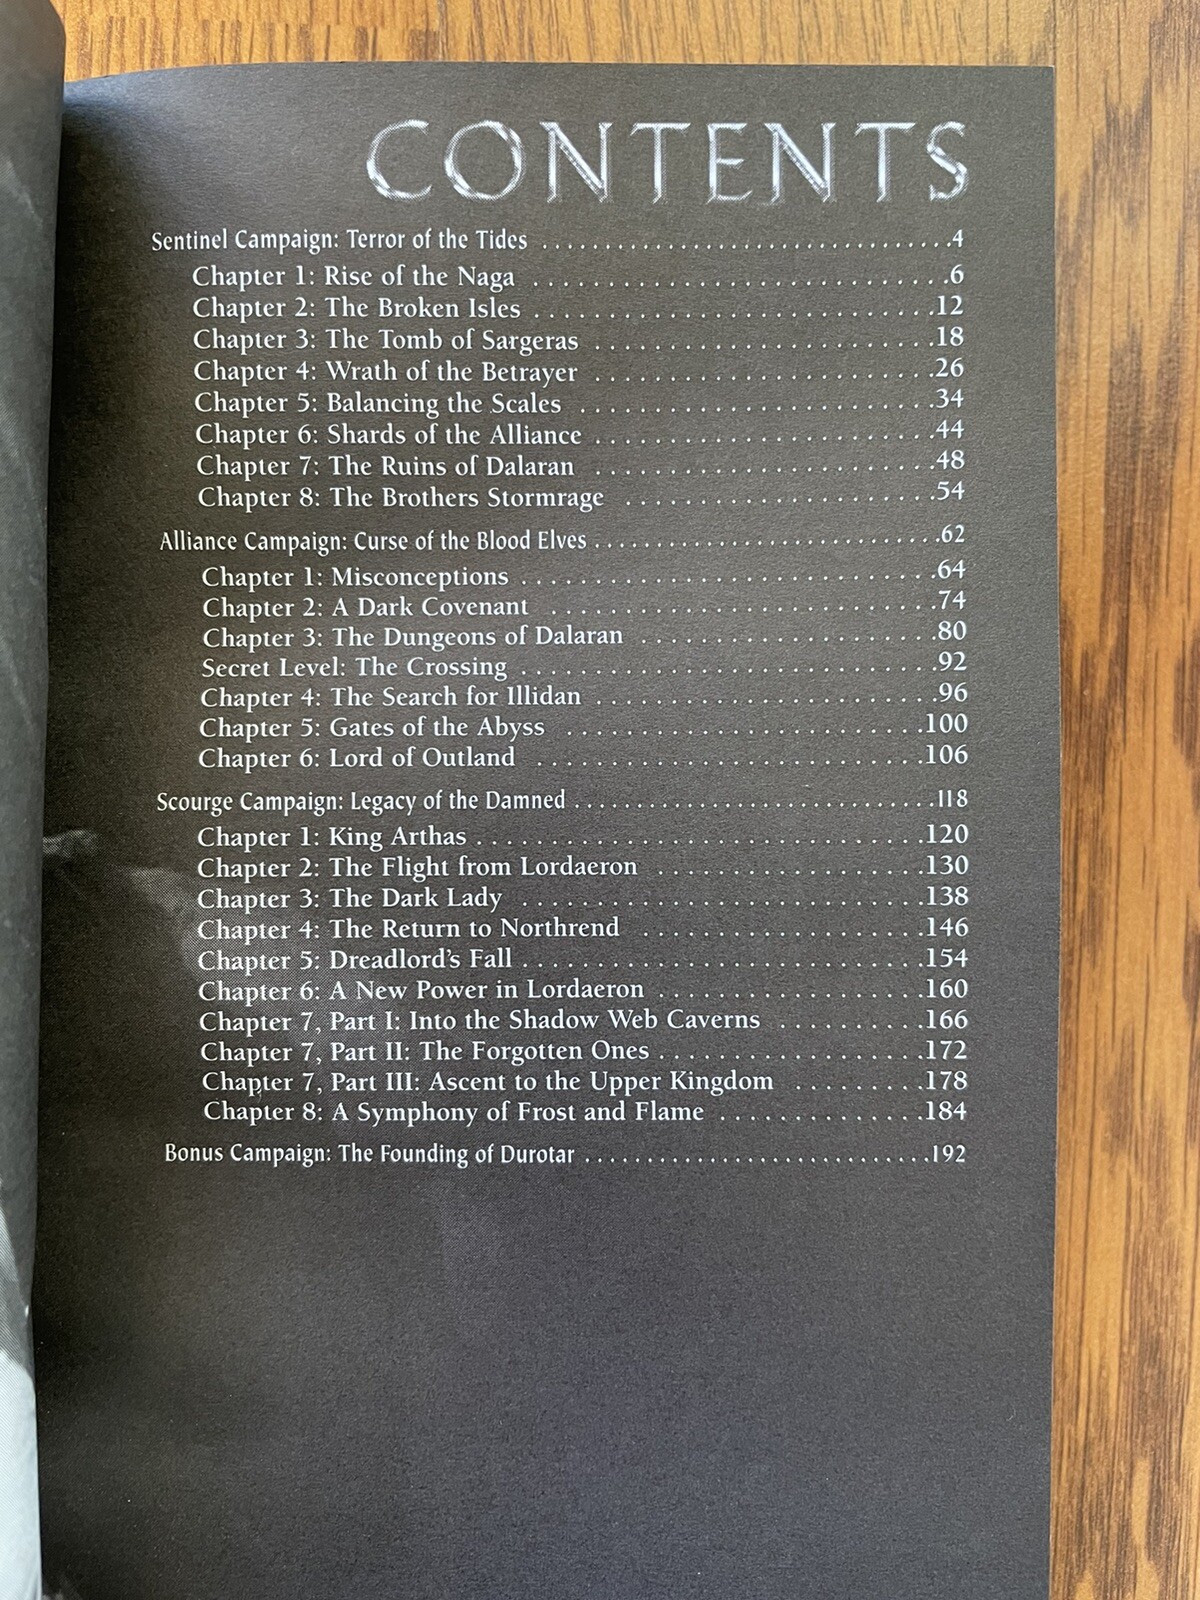 CONTENTS
Sentinel Campaign: Terror of the Tides ..................................4
Chapter 1: Rise of the Naga ..............................6
Chapter 2: The Broken Isles ..............................12
Chapter 3: The Tomb of Sargeras .........................18
Chapter 4: Wrath of the Betrayer .........................26
Chapter 5: Balancing the Scales ..........................34
Chapter 6: Shards of the Alliance .........................44
Chapter 7: The Ruins of Dalaran .........................48
Chapter 8: The Brothers Stormrage .......................54
Alliance Campaign: Curse of the Blood Elves ..............................62
Chapter 1: Misconceptions ..............................64
Chapter 2: A Dark Covenant ............................74
Chapter 3: The Dungeons of Dalaran ......................80
Secret Level: The Crossing ..............................92
Chapter 4: The Search for Illidan .........................96
Chapter 5: Gates of the Abyss ..........................100
Chapter 6: Lord of Outland ............................106
Scourge Campaign: Legacy of the Damned ..............................118
Chapter 1: King Arthas ................................120
Chapter 2: The Flight from Lordaeron ....................130
Chapter 3: The Dark Lady .............................138
Chapter 4: The Return to Northrend .....................146
Chapter 5: Dreadlord's Fall .............................154
Chapter 6: A New Power in Lordaeron ....................160
Chapter 7, Part I: Into the Shadow Web Caverns ...........166
Chapter 7, Part II: The Forgotten Ones ....................172
Chapter 7, Part III: Ascent to the Upper Kingdom .........178
Chapter 8: A Symphony of Frost and Flame ...............184
Bonus Campaign: The Founding of Durotar .............................192